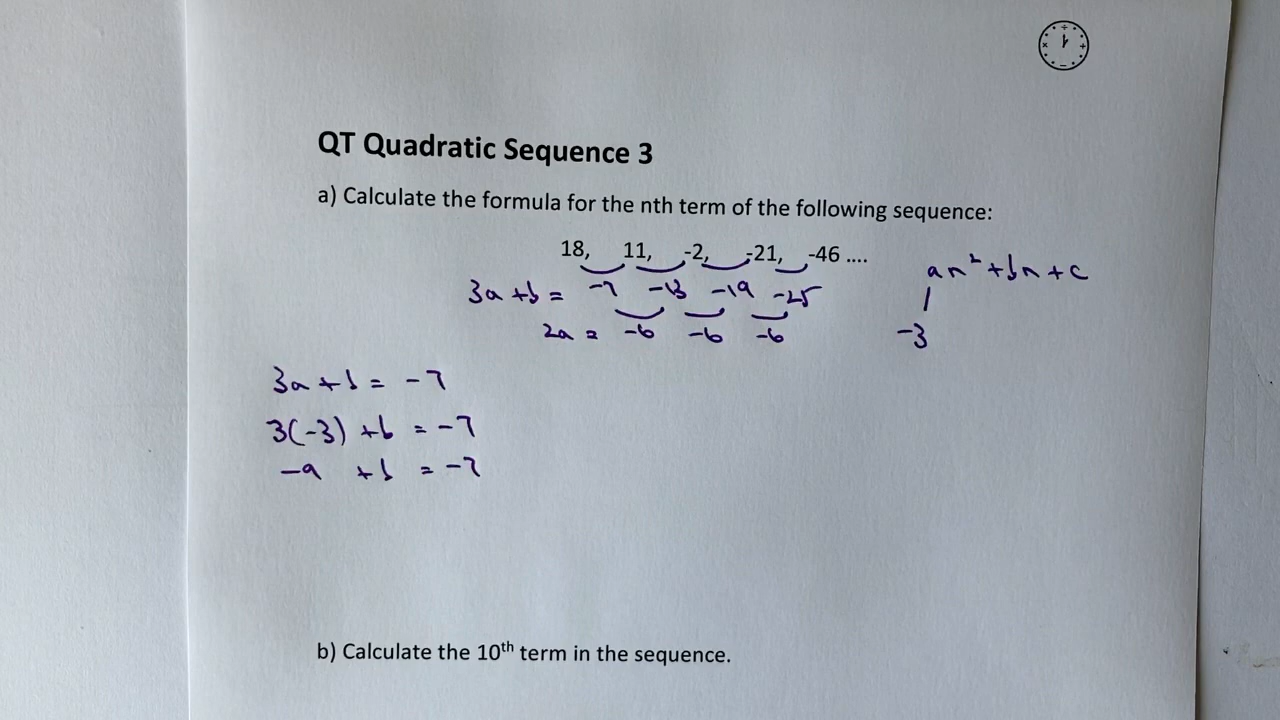 QT Quadratic Sequence 3
a) Calculate the formula for the nth term of the following sequence:
18, 11, -2, -21, -46 ....
an² + bn + c
3a + b = -7 -13 -19 -25
2a = -6 -6 -6
-3
3a + b = -7
3(-3) + b = -7
-9 + b = -7
b) Calculate the 10th term in the sequence.